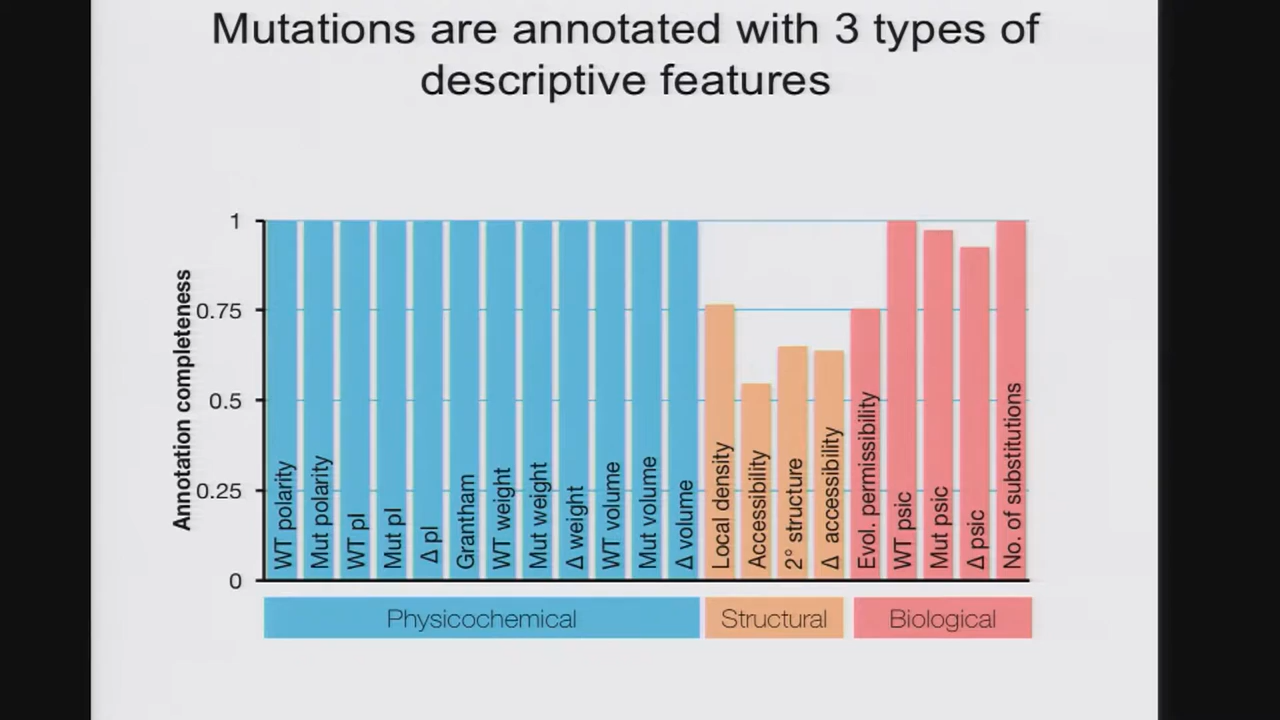 Mutations are annotated with 3 types of
descriptive features
Annotation completeness
1
0.75
0.5
0.25
0
WT polarity
Mut polarity
WT pI
Mut pI
Δ pI
Grantham
WT weight
Mut weight
Δ weight
WT volume
Mut volume
Δ volume
Local density
Accessibility
2° structure
Δ accessibility
Evol. permissibility
WT psic
Mut psic
Δ psic
No. of substitutions
Physicochemical
Structural
Biological